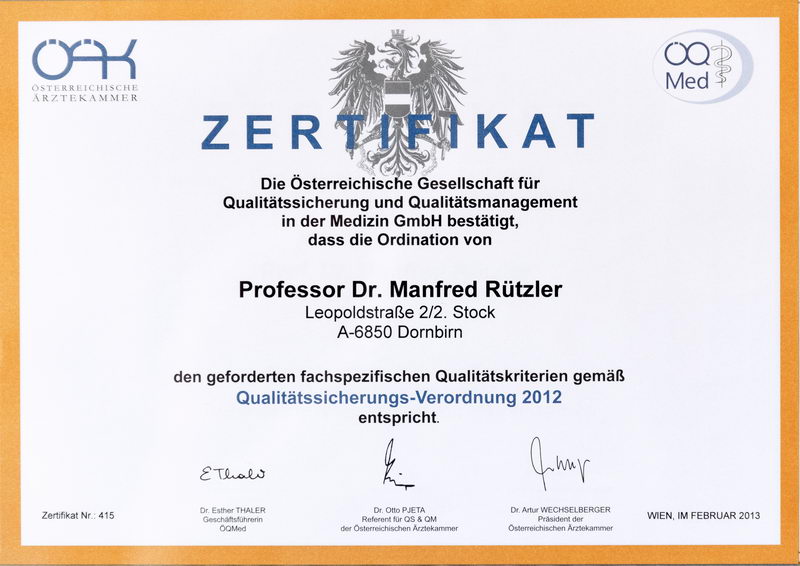 ÖÄK
ÖSTERREICHISCHE
ÄRZTEKAMMER
ÖQ
Med
ZERTIFIKAT
Die Österreichische Gesellschaft für
Qualitätssicherung und Qualitätsmanagement
in der Medizin GmbH bestätigt,
dass die Ordination von
Professor Dr. Manfred Rützler
Leopoldstraße 2/2. Stock
A-6850 Dornbirn
den geforderten fachspezifischen Qualitätskriterien gemäß
Qualitätssicherungs-Verordnung 2012
entspricht.
E Thaler
Zertifikat Nr.: 415
Dr. Esther THALER
Geschäftsführerin
ÖQMed
Dr. Otto PJETA
Referent für QS & QM
der Österreichischen Ärztekammer
Dr. Artur WECHSELBERGER
Präsident der
Österreichischen Ärztekammer
WIEN, IM FEBRUAR 2013